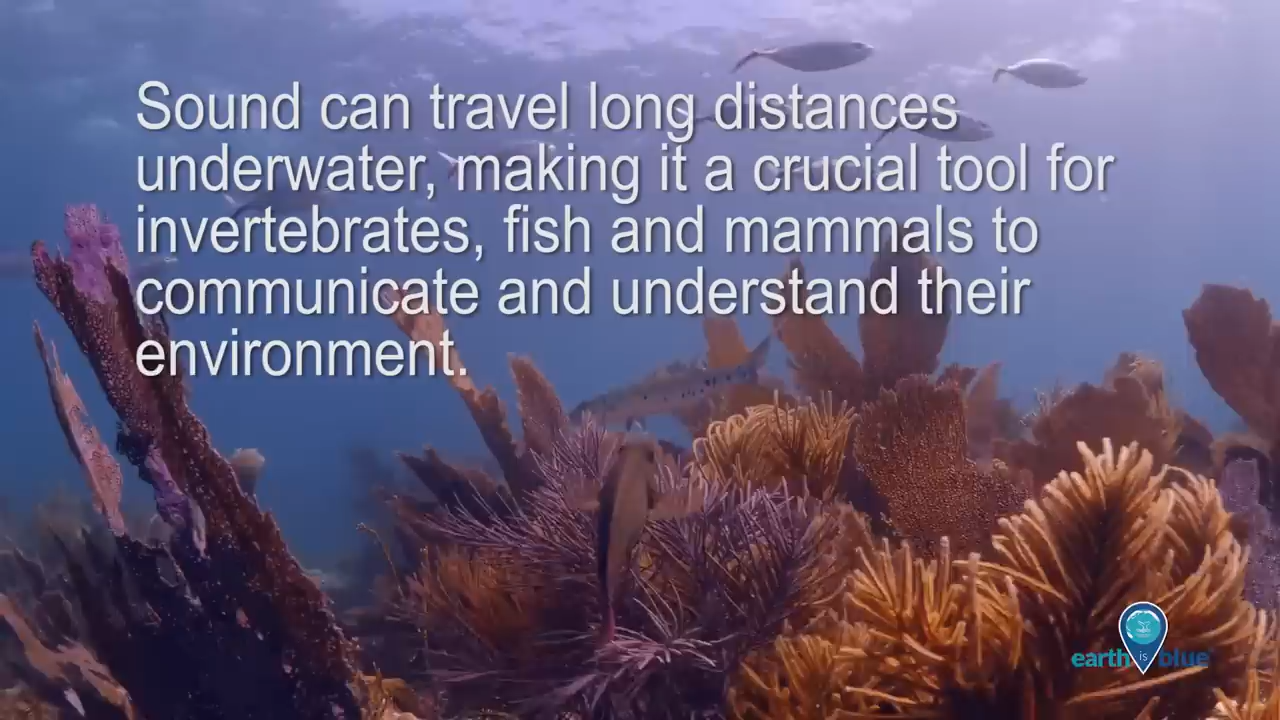 Sound can travel long distances
underwater, making it a crucial tool for
invertebrates, fish and mammals to
communicate and understand their
environment.
earth is blue